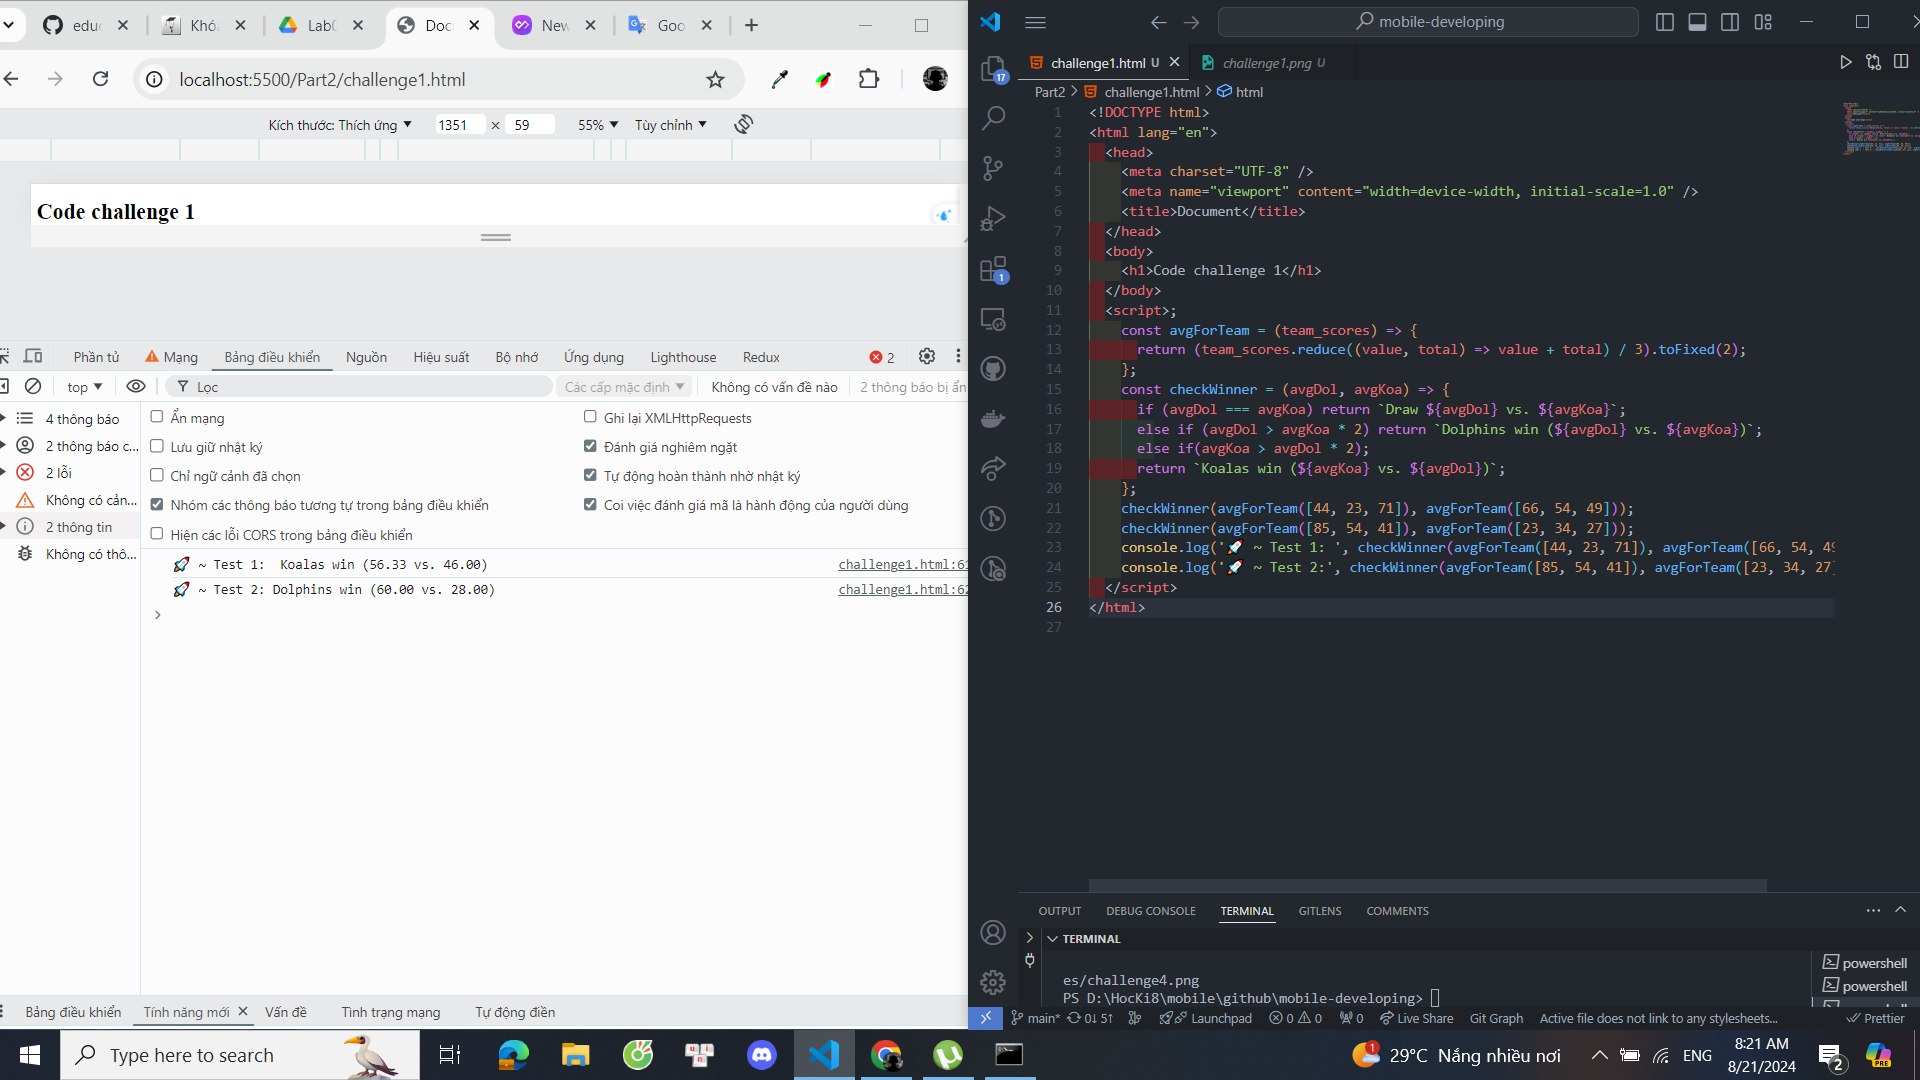 educ
Khóa
Lab0
Doc
New
Goo
localhost:5500/Part2/challenge1.html
Kích thước: Thích ứng ▼ 1351 × 59 55% ▼ Tùy chỉnh ▼
Code challenge 1
Phần tử Mạng Bảng điều khiển Nguồn Hiệu suất Bộ nhớ Ứng dụng Lighthouse Redux 2
top ▼ Lọc Các cấp mặc định ▼ Không có vấn đề nào 2 thông báo bị ẩn
4 thông báo
2 thông báo c...
2 lỗi
Không có cản...
2 thông tin
Không có thô...
Ẩn mạng
Ghi lại XMLHttpRequests
Lưu giữ nhật ký
Đánh giá nghiêm ngặt
Chỉ ngữ cảnh đã chọn
Tự động hoàn thành nhờ nhật ký
Nhóm các thông báo tương tự trong bảng điều khiển
Coi việc đánh giá mã là hành động của người dùng
Hiện các lỗi CORS trong bảng điều khiển
🚀 ~ Test 1:  Koalas win (56.33 vs. 46.00) challenge1.html:61
🚀 ~ Test 2: Dolphins win (60.00 vs. 28.00) challenge1.html:62
>
Bảng điều khiển Tính năng mới Vấn đề Tình trạng mạng Tự động điền
mobile-developing
challenge1.html U challenge1.png U
Part2 > challenge1.html > html
17
1
1 <!DOCTYPE html>
2 <html lang="en">
3 <head>
4 <meta charset="UTF-8" />
5 <meta name="viewport" content="width=device-width, initial-scale=1.0" />
6 <title>Document</title>
7 </head>
8 <body>
9 <h1>Code challenge 1</h1>
10 </body>
11 <script>;
12 const avgForTeam = (team_scores) => {
13 return (team_scores.reduce((value, total) => value + total) / 3).toFixed(2);
14 };
15 const checkWinner = (avgDol, avgKoa) => {
16 if (avgDol === avgKoa) return `Draw ${avgDol} vs. ${avgKoa}`;
17 else if (avgDol > avgKoa * 2) return `Dolphins win (${avgDol} vs. ${avgKoa})`;
18 else if(avgKoa > avgDol * 2);
19 return `Koalas win (${avgKoa} vs. ${avgDol})`;
20 };
21 checkWinner(avgForTeam([44, 23, 71]), avgForTeam([66, 54, 49]));
22 checkWinner(avgForTeam([85, 54, 41]), avgForTeam([23, 34, 27]));
23 console.log('🚀 ~ Test 1: ', checkWinner(avgForTeam([44, 23, 71]), avgForTeam([66, 54, 49
24 console.log('🚀 ~ Test 2:', checkWinner(avgForTeam([85, 54, 41]), avgForTeam([23, 34, 27]
25 </script>
26 </html>
27
OUTPUT DEBUG CONSOLE TERMINAL GITLENS COMMENTS
TERMINAL
es/challenge4.png
PS D:\HocKi8\mobile\github\mobile-developing>
powershell
powershell
main* 0↓ 5↑ Launchpad 0 0 0 Live Share Git Graph Active file does not link to any stylesheets... Prettier
Type here to search
1 29°C Nắng nhiều nơi ENG
8:21 AM
8/21/2024
2
PRE